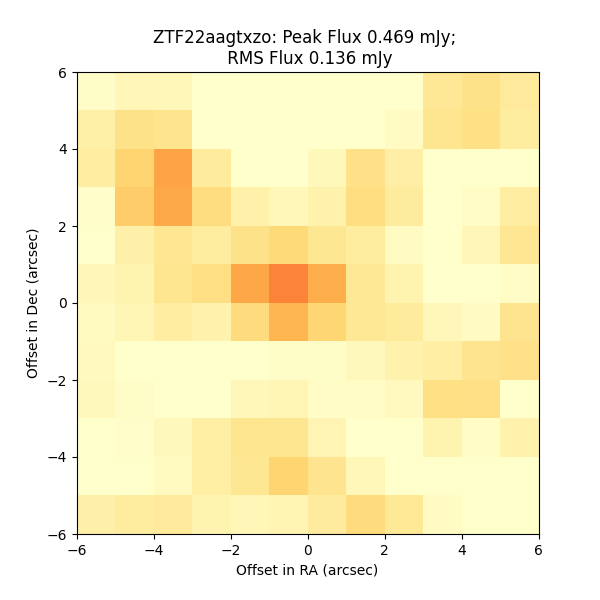 ZTF22aagtxzo: Peak Flux 0.469 mJy;
RMS Flux 0.136 mJy
6
4
2
0
−2
−4
−6
Offset in Dec (arcsec)
−6 −4 −2 0 2 4 6
Offset in RA (arcsec)